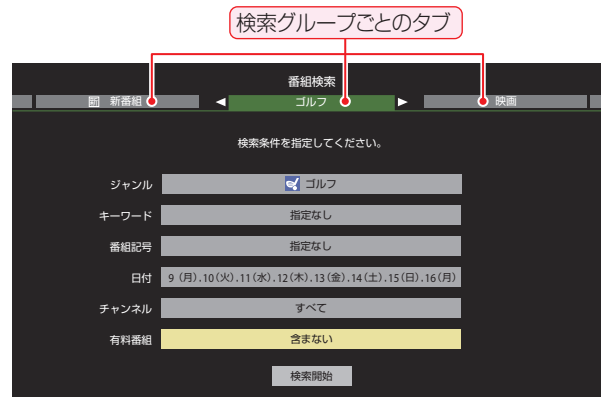 検索グループごとのタブ
番組検索
新 新番組 ◀ ゴルフ ▶ 映画
検索条件を指定してください。
ジャンル ゴルフ
キーワード 指定なし
番組記号 指定なし
日付 9 (月).10(火).11(水).12(木).13(金).14(土).15(日).16(月)
チャンネル すべて
有料番組 含まない
検索開始